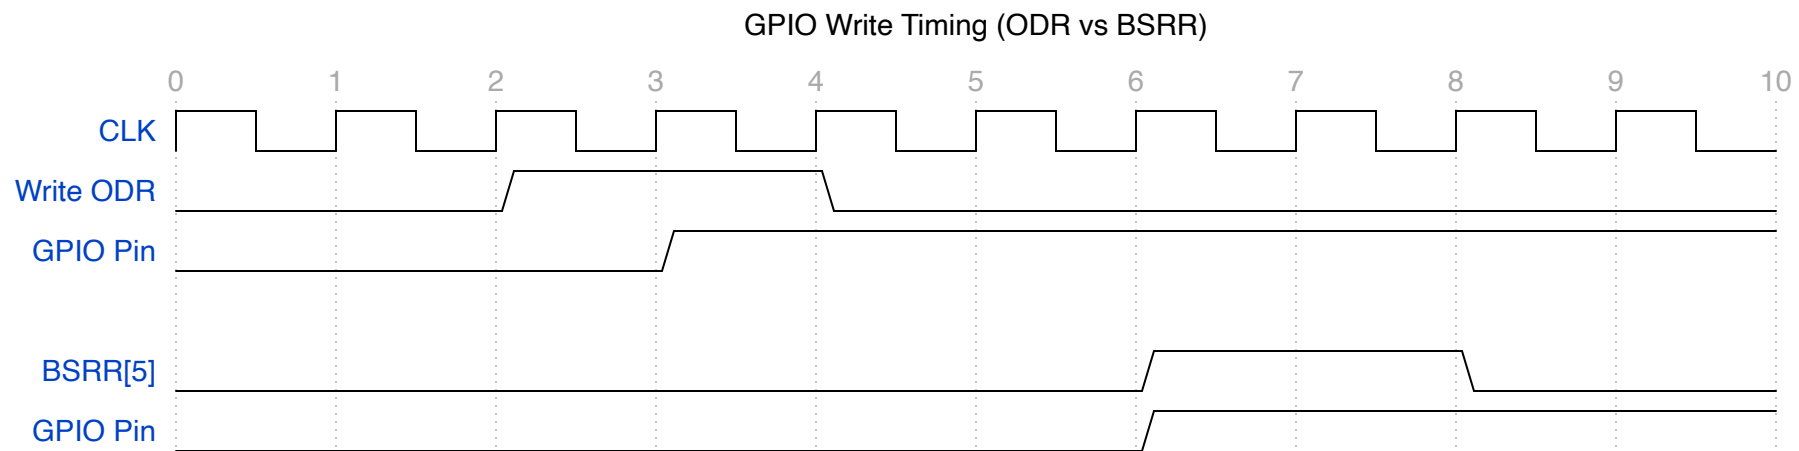 GPIO Write Timing (ODR vs BSRR)
0 1 2 3 4 5 6 7 8 9 10
CLK
Write ODR
GPIO Pin
BSRR[5]
GPIO Pin